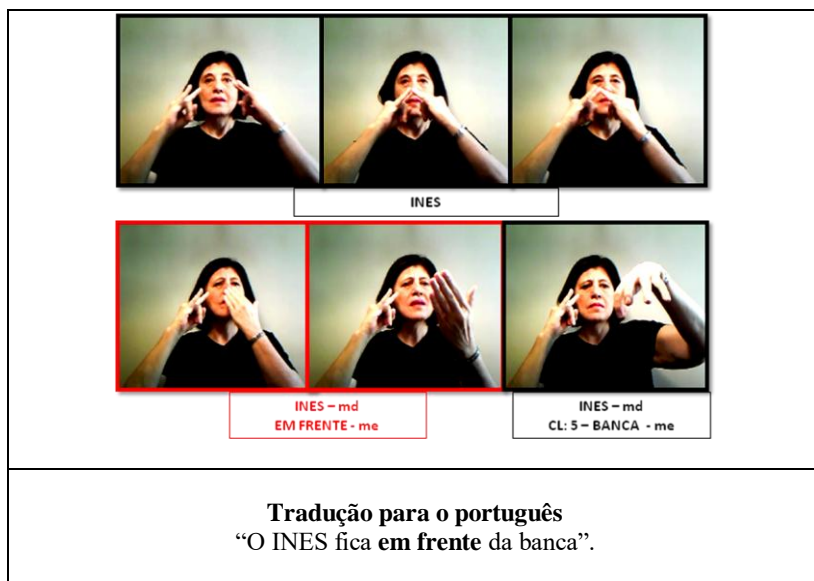 INES
INES – md
EM FRENTE - me
INES – md
CL: 5 – BANCA - me
Tradução para o português
“O INES fica em frente da banca”.